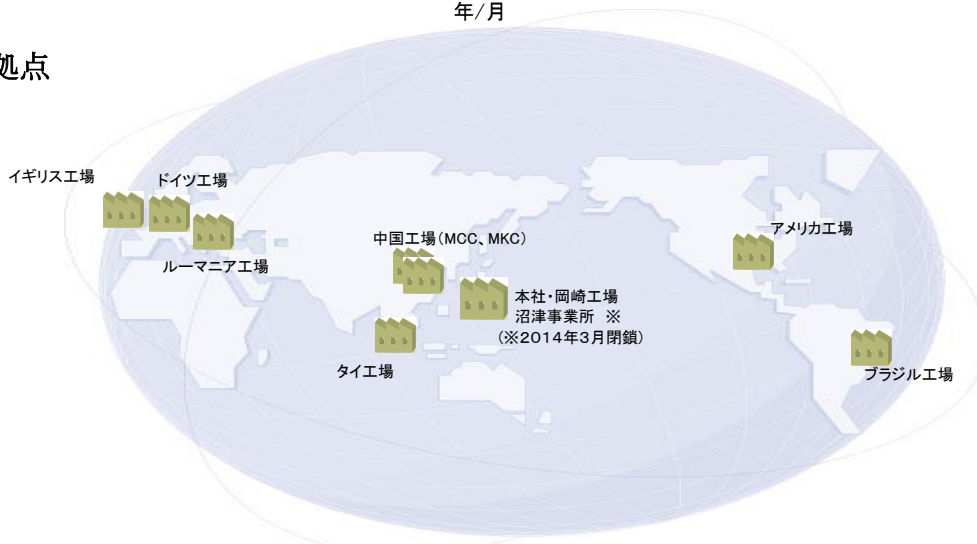 年/月
拠点
イギリス工場
ドイツ工場
ルーマニア工場
中国工場(MCC、MKC)
アメリカ工場
本社・岡崎工場
沼津事業所 ※
(※2014年3月閉鎖)
タイ工場
ブラジル工場